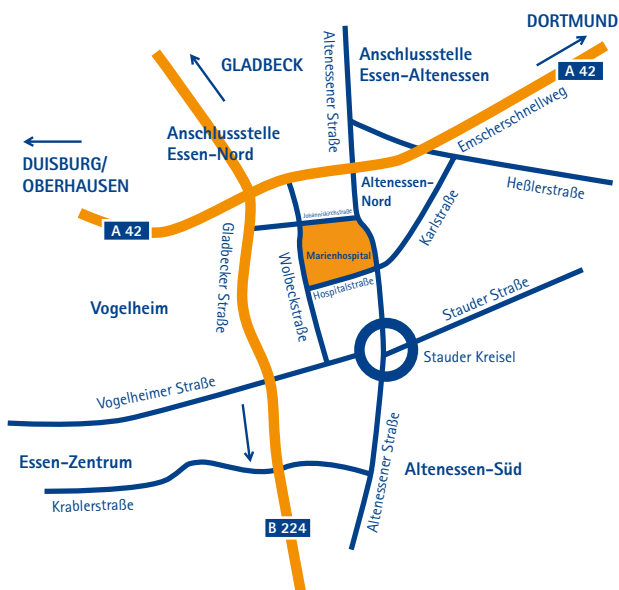 DORTMUND
Altenessener Straße
Anschlussstelle
Essen-Altenessen
GLADBECK
A 42
Emscherschnellweg
Anschlussstelle
Essen-Nord
DUISBURG/
OBERHAUSEN
Altenessen-
Nord
Heßlerstraße
Karlstraße
Johanniskirchstraße
A 42
Gladbecker Straße
Marienhospital
Wolbeckstraße
Hospitalstraße
Vogelheim
Stauder Straße
Stauder Kreisel
Vogelheimer Straße
Essen-Zentrum
Altenessener Straße
Altenessen-Süd
Krablerstraße
B 224